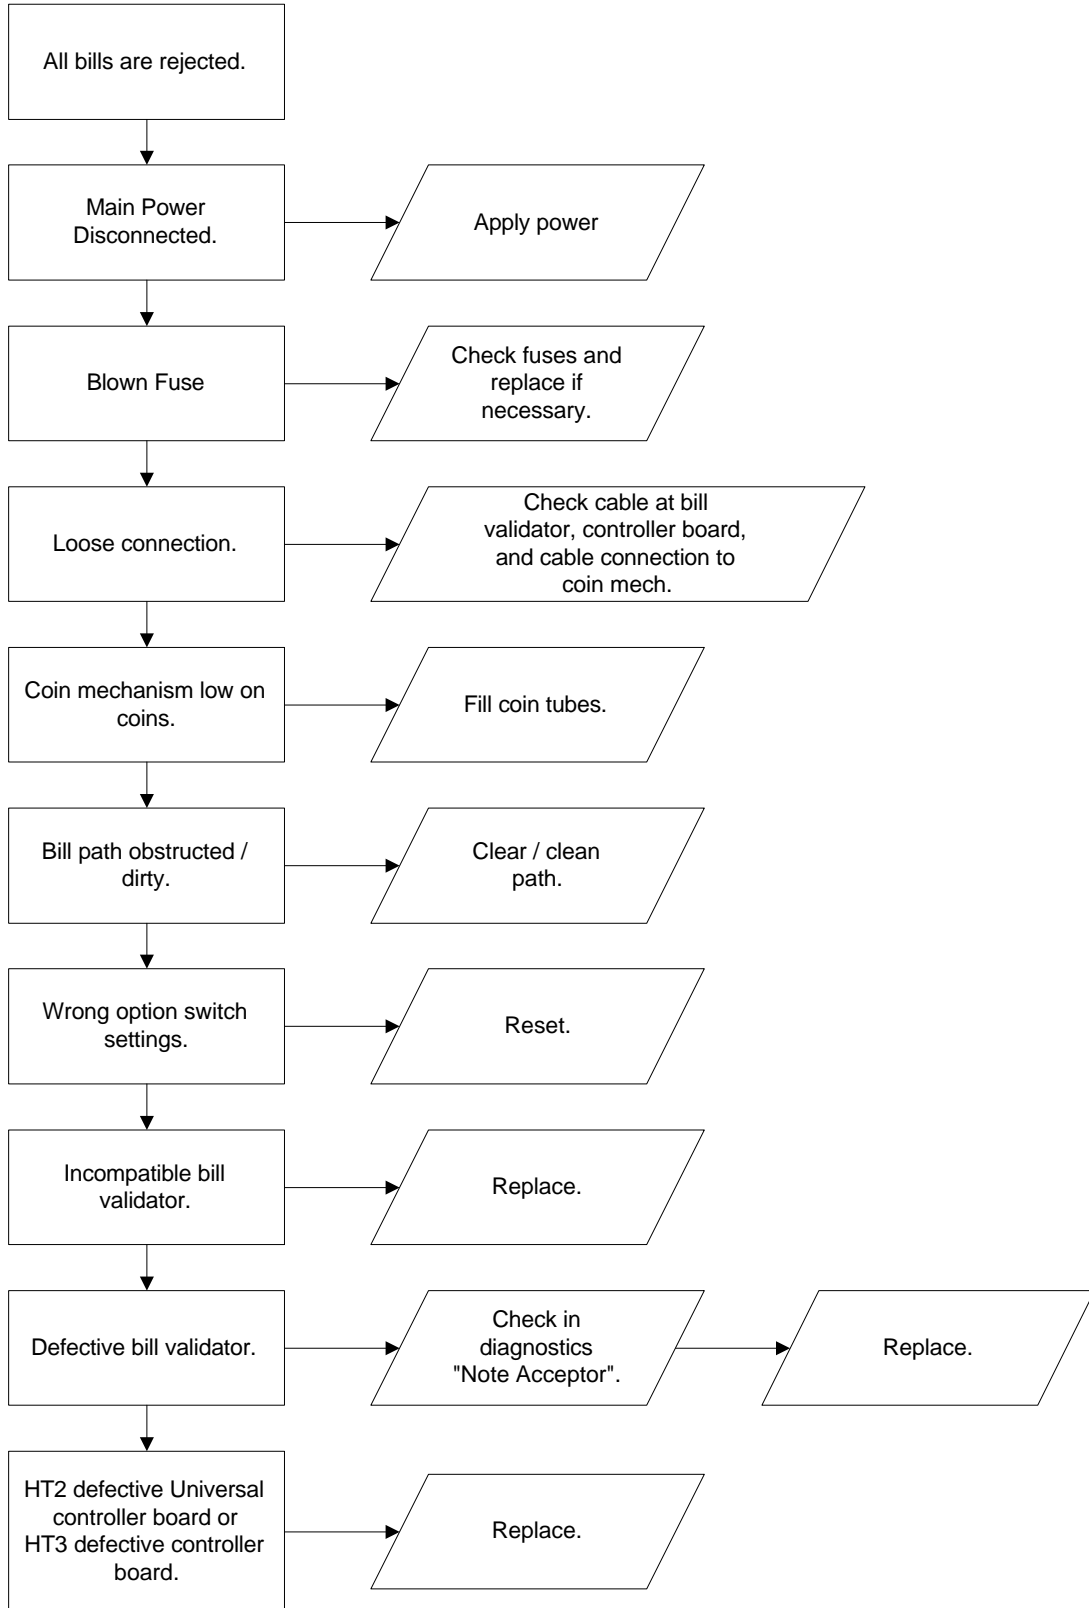 All bills are rejected.
Main Power
Disconnected.
Apply power
Blown Fuse
Check fuses and
replace if
necessary.
Loose connection.
Check cable at bill
validator, controller board,
and cable connection to
coin mech.
Coin mechanism low on
coins.
Fill coin tubes.
Bill path obstructed /
dirty.
Clear / clean
path.
Wrong option switch
settings.
Reset.
Incompatible bill
validator.
Replace.
Defective bill validator.
Check in
diagnostics
"Note Acceptor".
Replace.
HT2 defective Universal
controller board or
HT3 defective controller
board.
Replace.